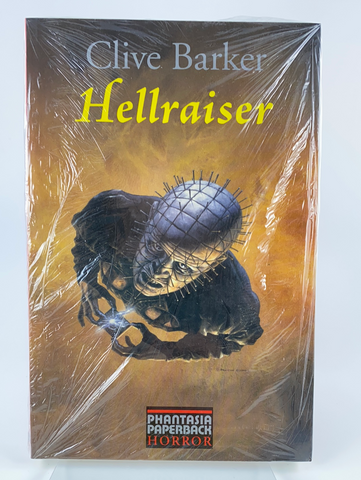 Clive Barker
Hellraiser
PHANTASIA
PAPERBACK
HORROR